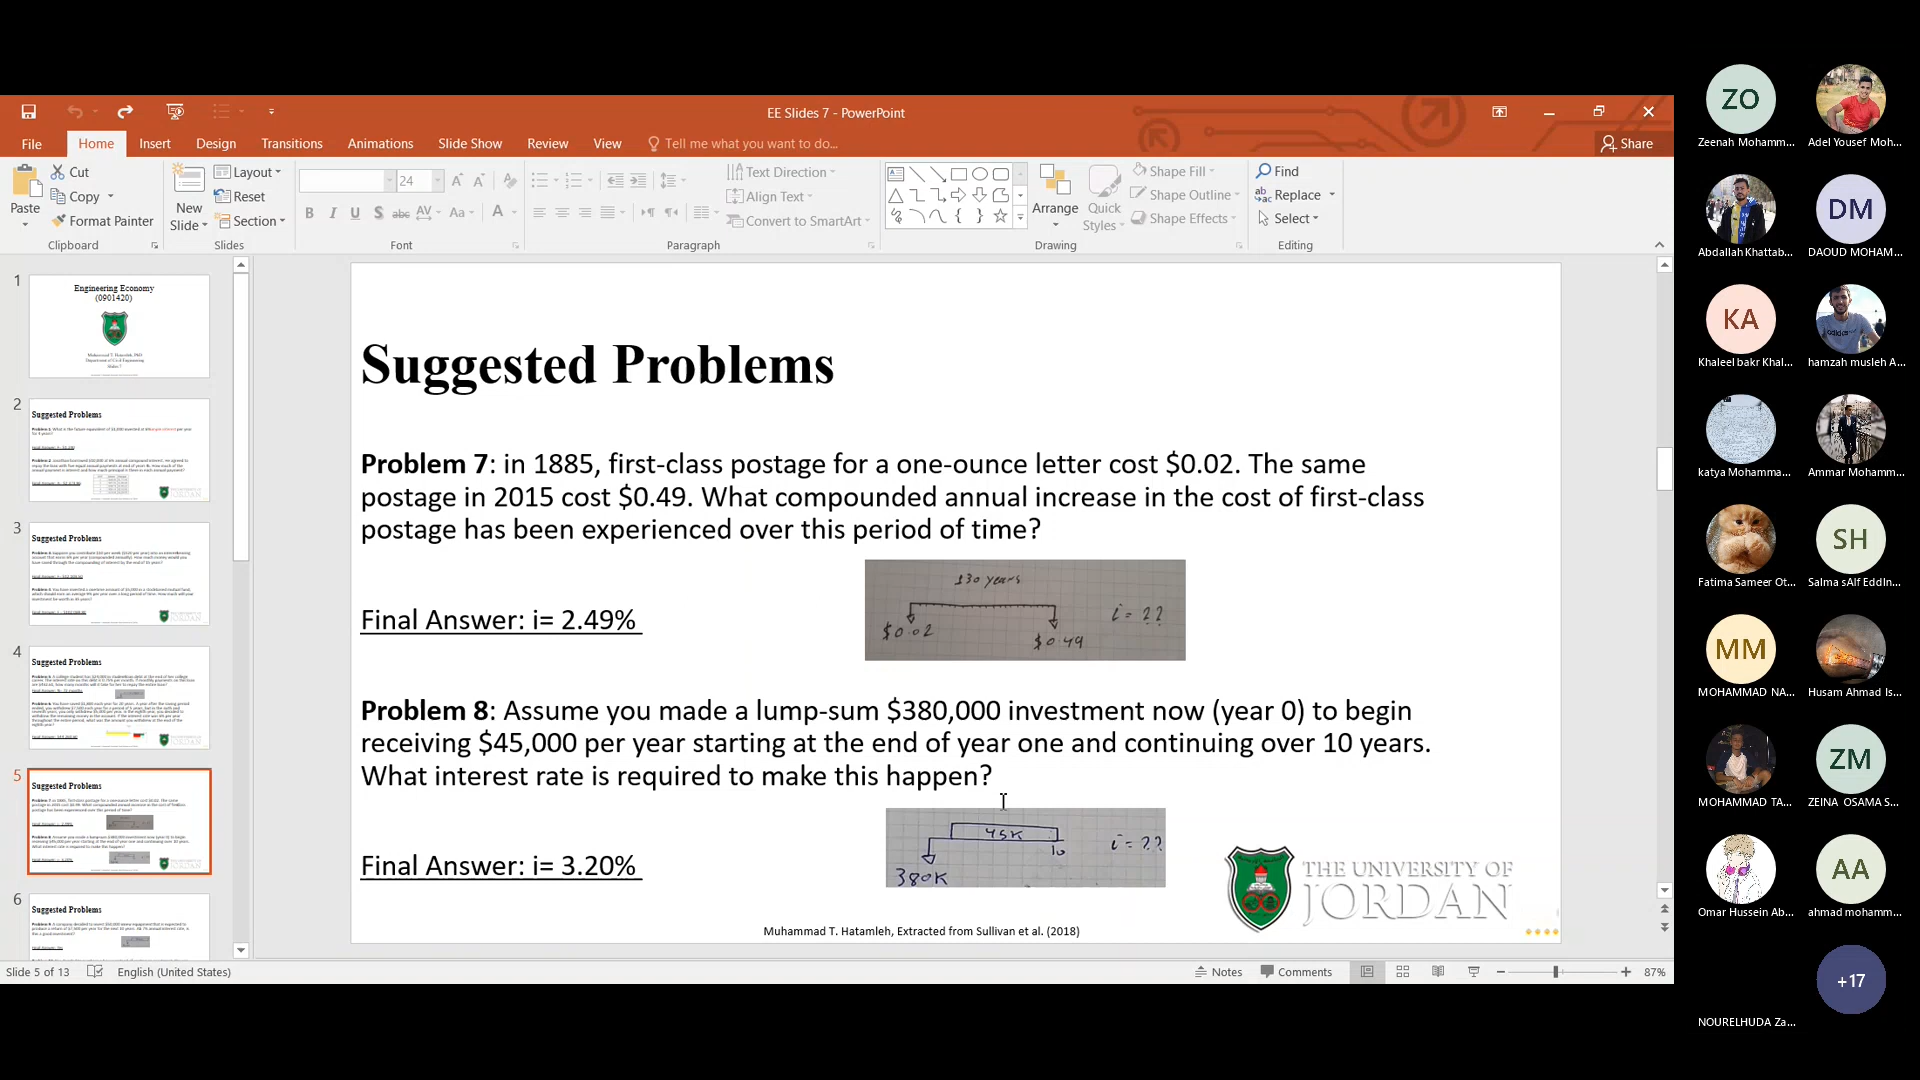 EE Slides 7 - PowerPoint
File
Home
Insert
Design
Transitions
Animations
Slide Show
Review
View
Tell me what you want to do...
Share
Paste
Cut
Copy
Format Painter
Clipboard
New Slide
Layout
Reset
Section
Slides
24
Font
Text Direction
Align Text
Convert to SmartArt
Paragraph
Arrange
Quick Styles
Shape Fill
Shape Outline
Shape Effects
Drawing
Find
Replace
Select
Editing
1
Engineering Economy
(0901420)
2
Suggested Problems
3
Suggested Problems
4
Suggested Problems
5
Suggested Problems
6
Suggested Problems
Suggested Problems
Problem 7: in 1885, first-class postage for a one-ounce letter cost $0.02. The same
postage in 2015 cost $0.49. What compounded annual increase in the cost of first-class
postage has been experienced over this period of time?
130 years
$0.02
$0.49
i = ??
Final Answer: i= 2.49%
Problem 8: Assume you made a lump-sum $380,000 investment now (year 0) to begin
receiving $45,000 per year starting at the end of year one and continuing over 10 years.
What interest rate is required to make this happen?
45K
10
380K
i = ??
Final Answer: i= 3.20%
THE UNIVERSITY OF
JORDAN
Muhammad T. Hatamleh, Extracted from Sullivan et al. (2018)
Slide 5 of 13
English (United States)
Notes
Comments
87%
ZO
Zeenah Mohamm...
Adel Yousef Moh...
Abdallah Khattab...
DM
DAOUD MOHAM...
KA
Khaleel bakr Khal...
hamzah musleh A...
katya Mohamma...
Ammar Mohamm...
Fatima Sameer Ot...
SH
Salma sAlf EddIn...
MM
MOHAMMAD NA...
Husam Ahmad Is...
MOHAMMAD TA...
ZM
ZEINA OSAMA S...
Omar Hussein Ab...
AA
ahmad mohamm...
+17
NOURELHUDA Za...